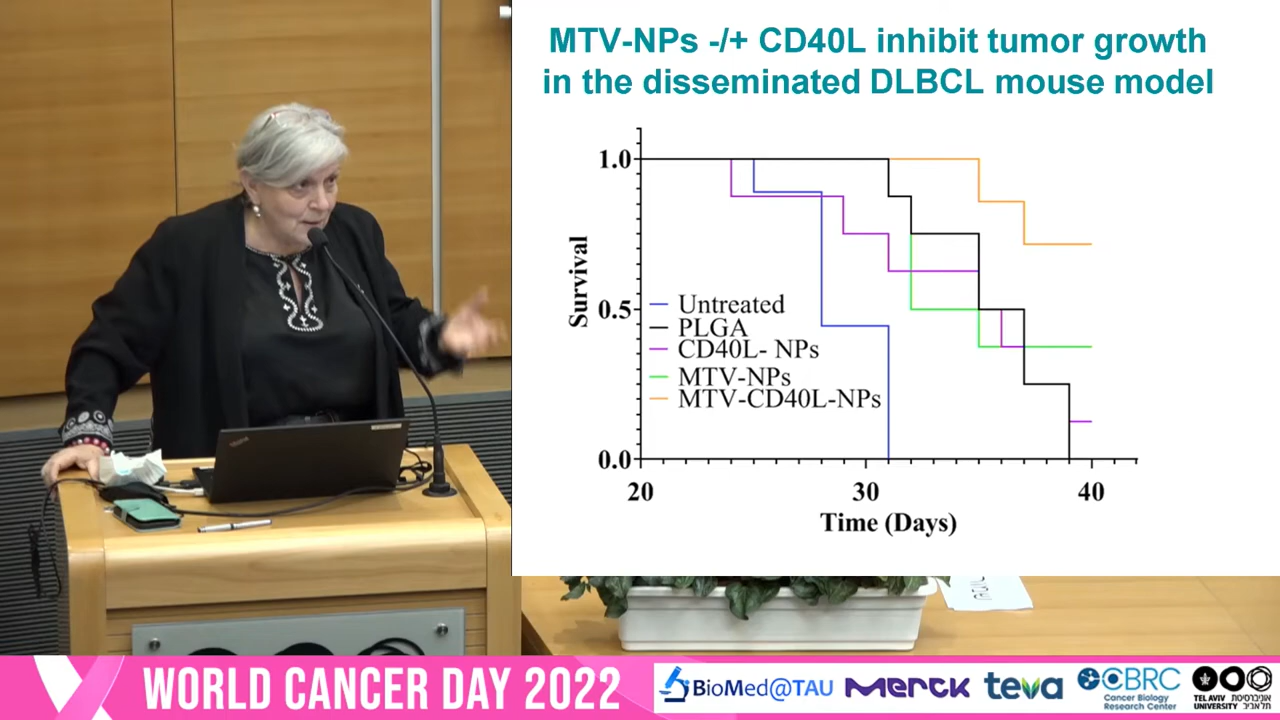 MTV-NPs -/+ CD40L inhibit tumor growth
in the disseminated DLBCL mouse model
1.0
0.5
0.0
Survival
Untreated
PLGA
CD40L- NPs
MTV-NPs
MTV-CD40L-NPs
20 30 40
Time (Days)
WORLD CANCER DAY 2022
BioMed@TAU
MERCK
teva
CBRC
Cancer Biology
Research Center
TEL AVIV אוניברסיטת
UNIVERSITY תל אביב